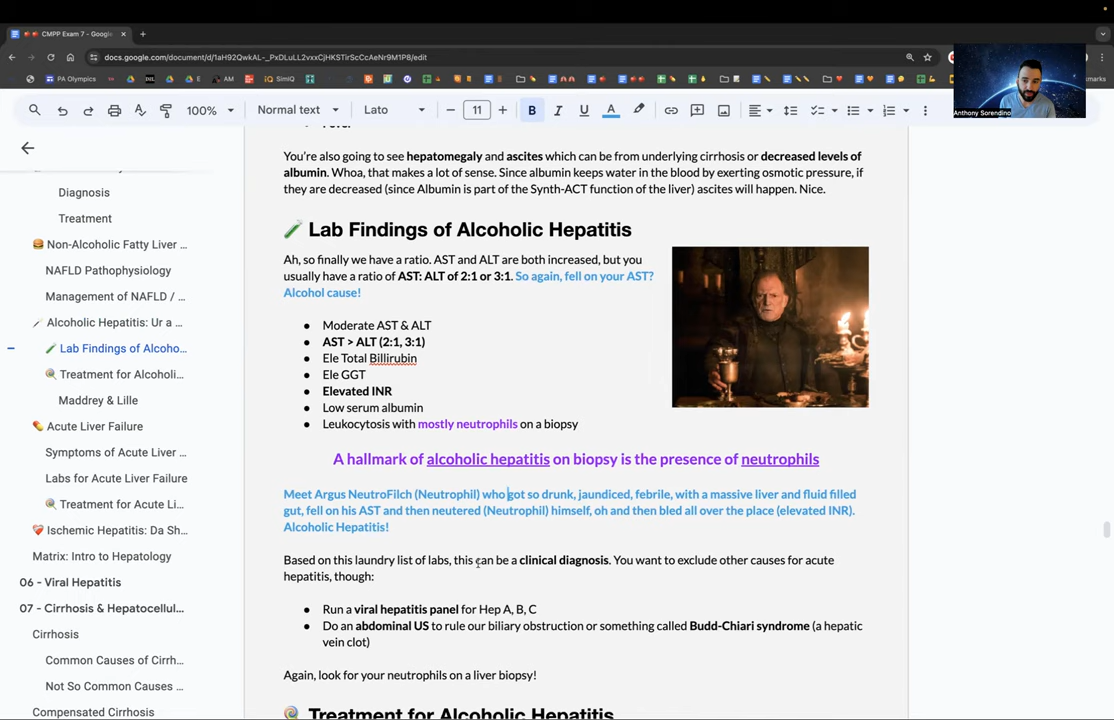 CMPP Exam 7 - Viral Hepatitis
docs.google.com/document/d/1aH92QwkAL-_PxDLuLL2vxxCjHKSTirScCcAeNr9M1P8/edit
PA Olympics
DEL
E
AM
IQ SimIQ
Anthony Sorendino
100%
Normal text
Lato
11
B
I
U
A
Diagnosis
Treatment
Non-Alcoholic Fatty Liver ...
NAFLD Pathophysiology
Management of NAFLD / ...
Alcoholic Hepatitis: Ur a ...
Lab Findings of Alcoho...
Treatment for Alcoholi...
Maddrey & Lille
Acute Liver Failure
Symptoms of Acute Liver ...
Labs for Acute Liver Failure
Treatment for Acute Li...
Ischemic Hepatitis: Da ...
Matrix: Intro to Hepatology
06 - Viral Hepatitis
07 - Cirrhosis & Hepatocellul...
Cirrhosis
Common Causes of Cirrh...
Not So Common Causes ...
Compensated Cirrhosis
You're also going to see hepatomegaly and ascites which can be from underlying cirrhosis or decreased levels of
albumin. Whoa, that makes a lot of sense. Since albumin keeps water in the blood by exerting osmotic pressure, if
they are decreased (since Albumin is part of the Synth-ACT function of the liver) ascites will happen. Nice.
Lab Findings of Alcoholic Hepatitis
Ah, so finally we have a ratio. AST and ALT are both increased, but you
usually have a ratio of AST: ALT of 2:1 or 3:1. So again, fell on your AST?
Alcohol cause!
● Moderate AST & ALT
● AST > ALT (2:1, 3:1)
● Ele Total Billirubin
● Ele GGT
● Elevated INR
● Low serum albumin
● Leukocytosis with mostly neutrophils on a biopsy
A hallmark of alcoholic hepatitis on biopsy is the presence of neutrophils
Meet Argus NeutroFilch (Neutrophil) who got so drunk, jaundiced, febrile, with a massive liver and fluid filled
gut, fell on his AST and then neutered (Neutrophil) himself, oh and then bled all over the place (elevated INR).
Alcoholic Hepatitis!
Based on this laundry list of labs, this can be a clinical diagnosis. You want to exclude other causes for acute
hepatitis, though:
● Run a viral hepatitis panel for Hep A, B, C
● Do an abdominal US to rule our biliary obstruction or something called Budd-Chiari syndrome (a hepatic
vein clot)
Again, look for your neutrophils on a liver biopsy!
Treatment for Alcoholic Hepatitis